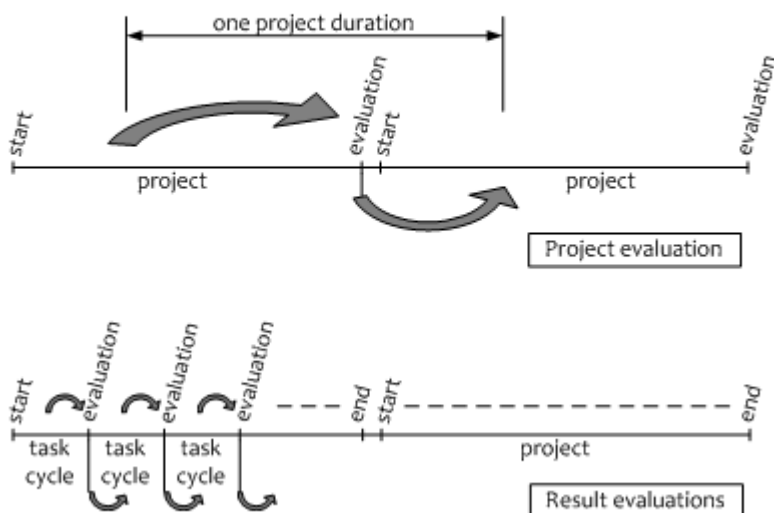 one project duration
start
evaluation
start
evaluation
project
project
Project evaluation
start
evaluation
evaluation
evaluation
end
start
end
task
cycle
task
cycle
task
cycle
project
Result evaluations